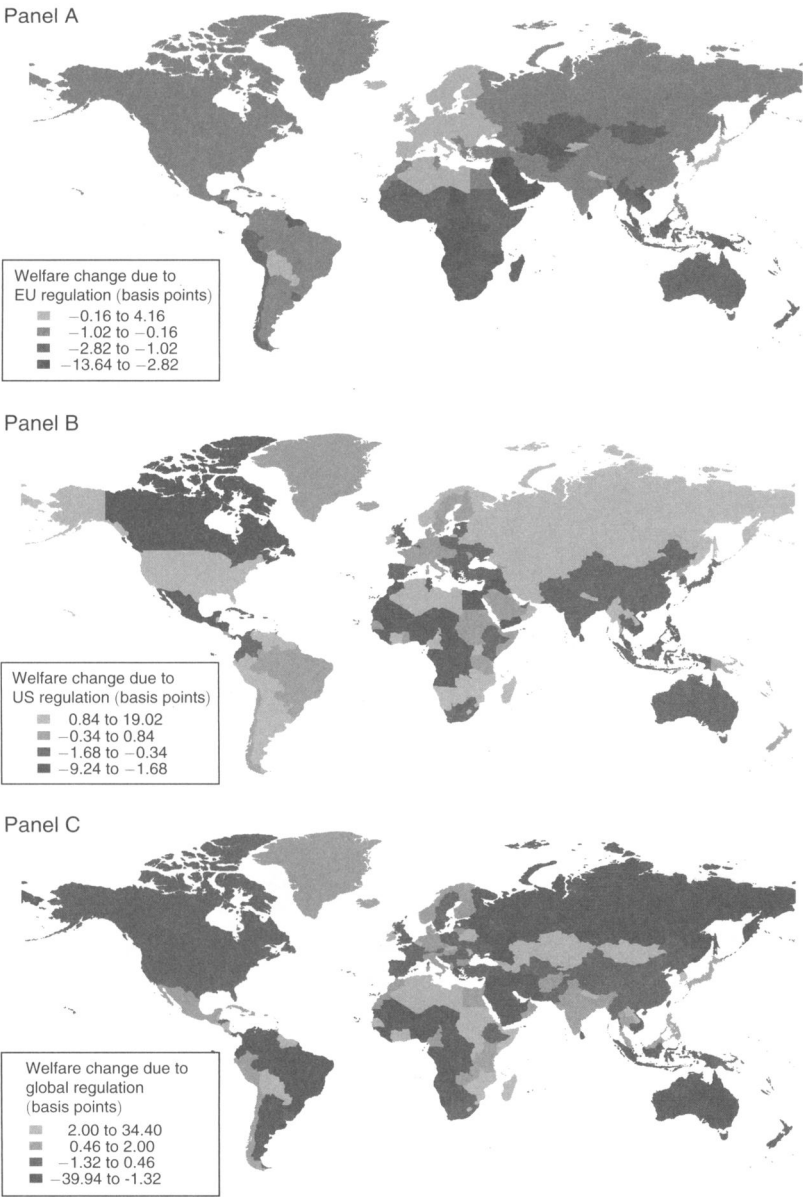 Panel A
Welfare change due to
EU regulation (basis points)
−0.16 to 4.16
−1.02 to −0.16
−2.82 to −1.02
−13.64 to −2.82
Panel B
Welfare change due to
US regulation (basis points)
0.84 to 19.02
−0.34 to 0.84
−1.68 to −0.34
−9.24 to −1.68
Panel C
Welfare change due to
global regulation
(basis points)
2.00 to 34.40
0.46 to 2.00
−1.32 to 0.46
−39.94 to -1.32